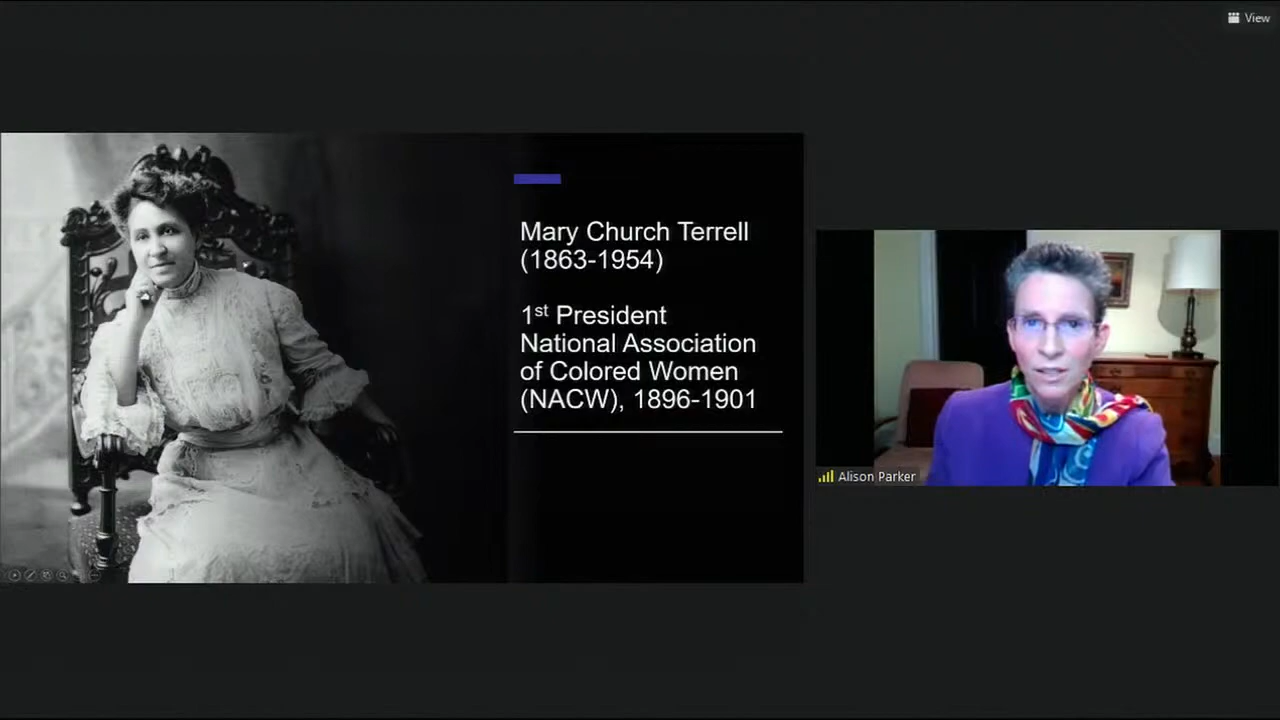 View
Mary Church Terrell
(1863-1954)
1st President
National Association
of Colored Women
(NACW), 1896-1901
Alison Parker